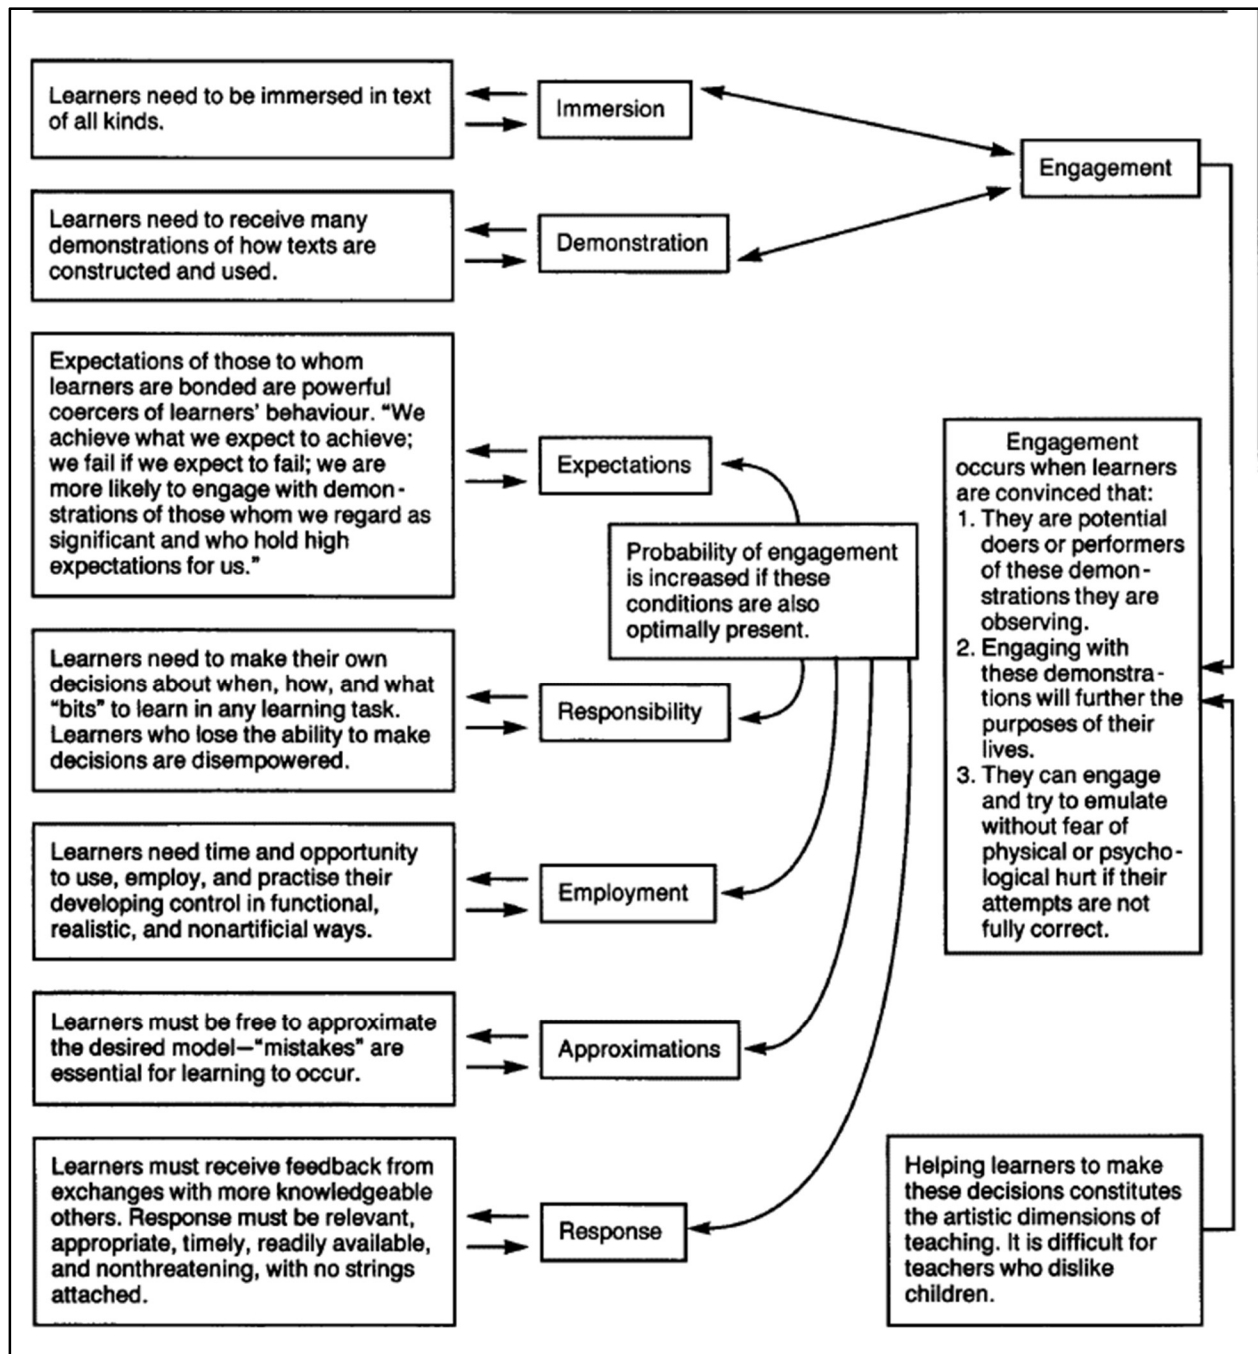 Learners need to be immersed in text
of all kinds.
Immersion
Engagement
Learners need to receive many
demonstrations of how texts are
constructed and used.
Demonstration
Expectations of those to whom
learners are bonded are powerful
coercers of learners' behaviour. "We
achieve what we expect to achieve;
we fail if we expect to fail; we are
more likely to engage with demon-
strations of those whom we regard as
significant and who hold high
expectations for us."
Expectations
Probability of engagement
is increased if these
conditions are also
optimally present.
Engagement
occurs when learners
are convinced that:
1. They are potential
doers or performers
of these demon-
strations they are
observing.
2. Engaging with
these demonstra-
tions will further the
purposes of their
lives.
3. They can engage
and try to emulate
without fear of
physical or psycho-
logical hurt if their
attempts are not
fully correct.
Learners need to make their own
decisions about when, how, and what
"bits" to learn in any learning task.
Learners who lose the ability to make
decisions are disempowered.
Responsibility
Learners need time and opportunity
to use, employ, and practise their
developing control in functional,
realistic, and nonartificial ways.
Employment
Learners must be free to approximate
the desired model—"mistakes" are
essential for learning to occur.
Approximations
Learners must receive feedback from
exchanges with more knowledgeable
others. Response must be relevant,
appropriate, timely, readily available,
and nonthreatening, with no strings
attached.
Response
Helping learners to make
these decisions constitutes
the artistic dimensions of
teaching. It is difficult for
teachers who dislike
children.